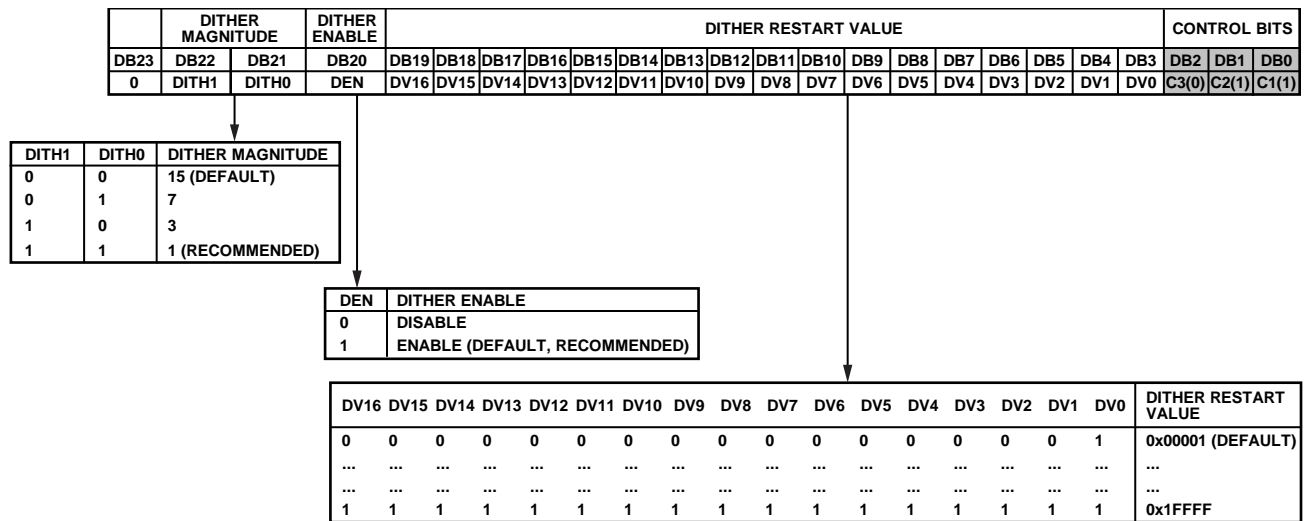 DITHER MAGNITUDE DITHER ENABLE DITHER RESTART VALUE CONTROL BITS
DB23 DB22 DB21 DB20 DB19 DB18 DB17 DB16 DB15 DB14 DB13 DB12 DB11 DB10 DB9 DB8 DB7 DB6 DB5 DB4 DB3 DB2 DB1 DB0
0 DITH1 DITH0 DEN DV16 DV15 DV14 DV13 DV12 DV11 DV10 DV9 DV8 DV7 DV6 DV5 DV4 DV3 DV2 DV1 DV0 C3(0) C2(1) C1(1)
DITH1 DITH0 DITHER MAGNITUDE
0 0 15 (DEFAULT)
0 1 7
1 0 3
1 1 1 (RECOMMENDED)
DEN DITHER ENABLE
0 DISABLE
1 ENABLE (DEFAULT, RECOMMENDED)
DV16 DV15 DV14 DV13 DV12 DV11 DV10 DV9 DV8 DV7 DV6 DV5 DV4 DV3 DV2 DV1 DV0 DITHER RESTART VALUE
0 0 0 0 0 0 0 0 0 0 0 0 0 0 0 0 1 0x00001 (DEFAULT)
... ... ... ... ... ... ... ... ... ... ... ... ... ... ... ... ... ...
... ... ... ... ... ... ... ... ... ... ... ... ... ... ... ... ... ...
1 1 1 1 1 1 1 1 1 1 1 1 1 1 1 1 1 0x1FFFF